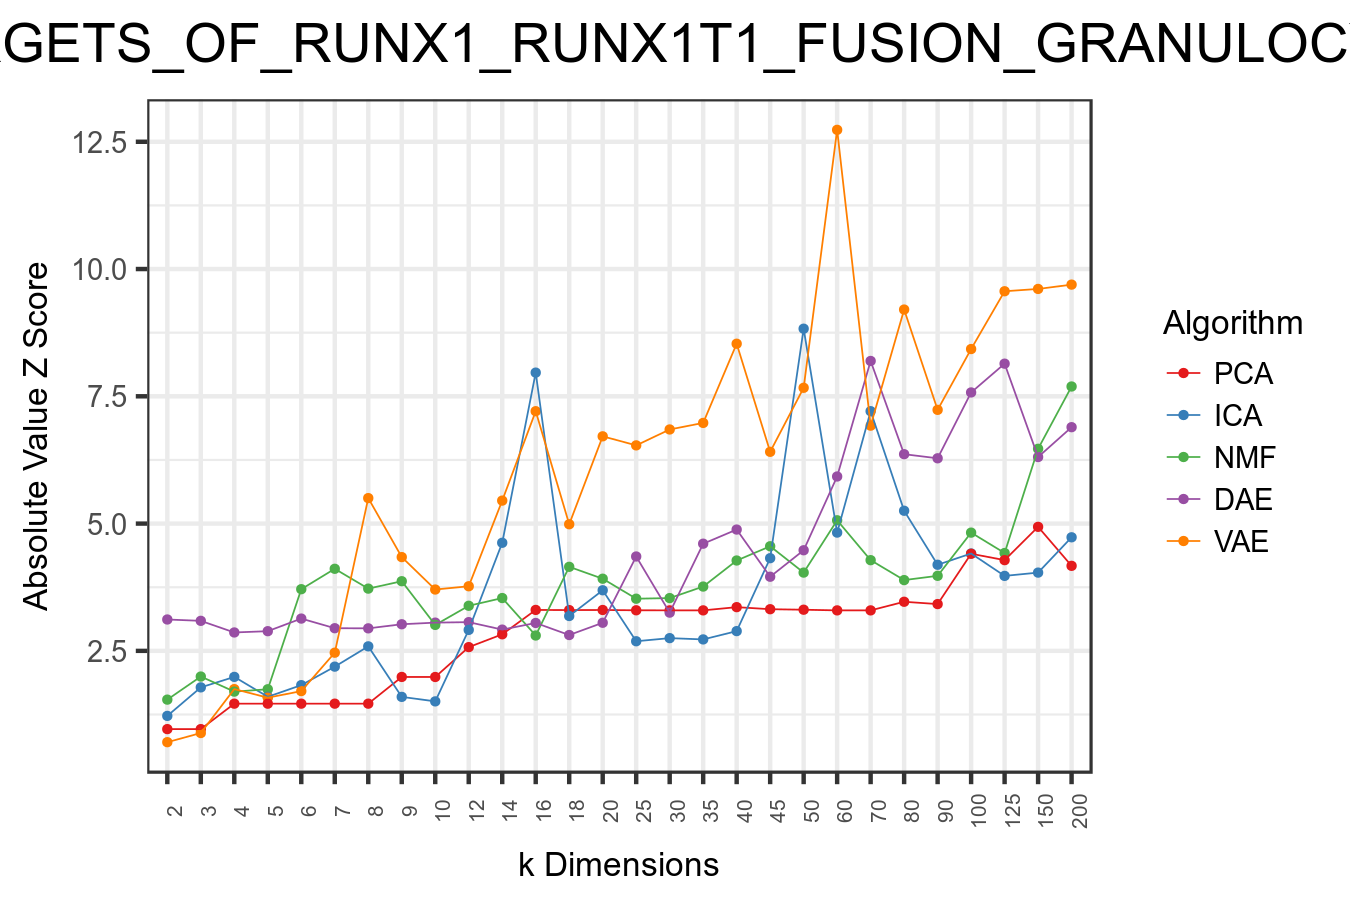 GETS_OF_RUNX1_RUNX1T1_FUSION_GRANULOC
12.5
10.0
7.5
5.0
2.5
Absolute Value Z Score
2 3 4 5 6 7 8 9 10 12 14 16 18 20 25 30 35 40 45 50 60 70 80 90 100 125 150 200
k Dimensions
Algorithm
PCA
ICA
NMF
DAE
VAE